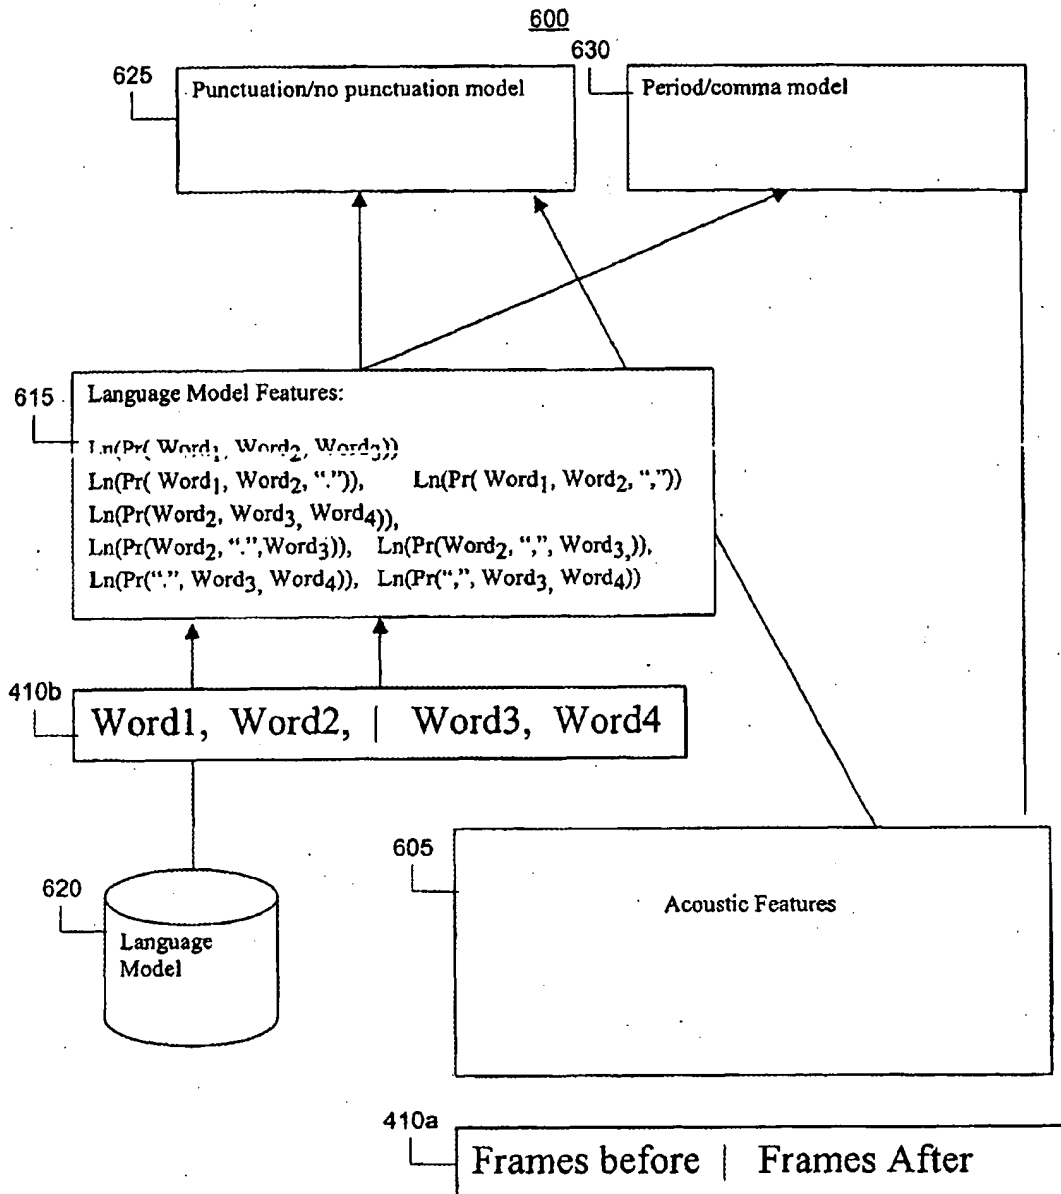 600
625
630
Punctuation/no punctuation model
Period/comma model
615
Language Model Features:
Ln(Pr( Word1, Word2, Word3))
Ln(Pr( Word1, Word2, “.”)), Ln(Pr( Word1, Word2, “,”))
Ln(Pr(Word2, Word3, Word4)),
Ln(Pr(Word2, “.”,Word3)), Ln(Pr(Word2, “,”, Word3,)),
Ln(Pr(“.”, Word3, Word4)), Ln(Pr(“,”, Word3, Word4))
410b
Word1, Word2, | Word3, Word4
605
Acoustic Features
620
Language
Model
410a
Frames before | Frames After